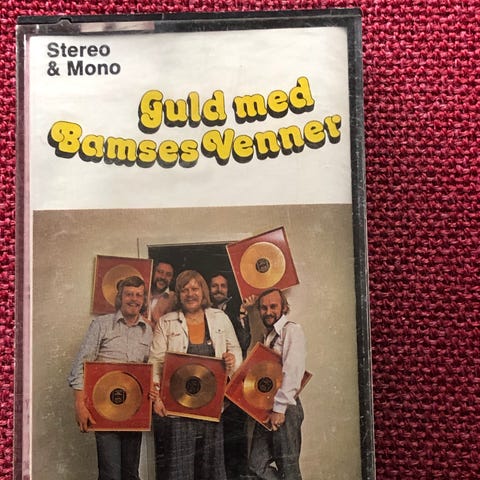 Stereo
& Mono
Guld med
Bamses Venner